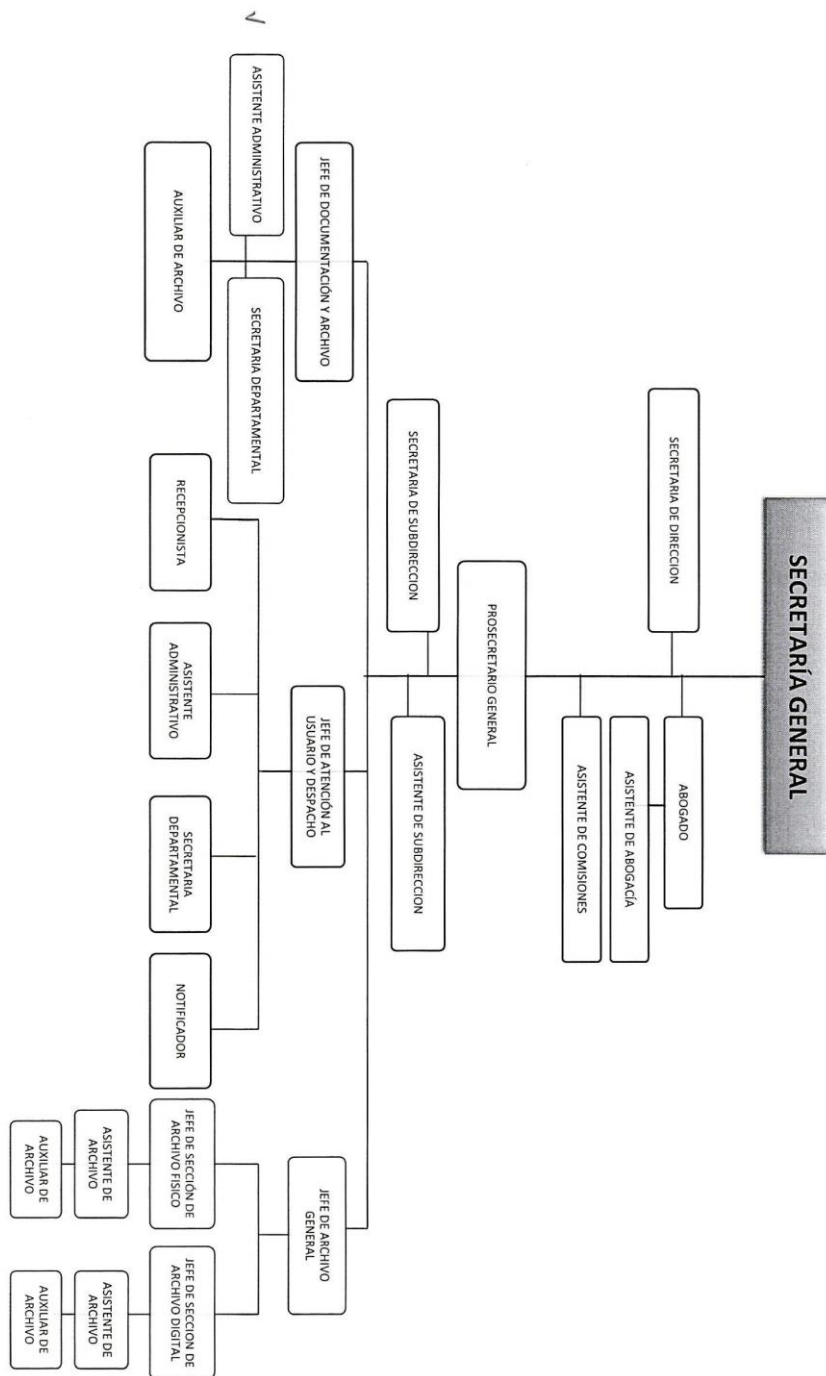 SECRETARÍA GENERAL
SECRETARIA DE DIRECCION
ABOGADO
ASISTENTE DE ABOGACÍA
ASISTENTE DE COMISIONES
PROSECRETARIO GENERAL
SECRETARIA DE SUBDIRECCION
ASISTENTE DE SUBDIRECCION
JEFE DE DOCUMENTACIÓN Y ARCHIVO
ASISTENTE ADMINISTRATIVO
SECRETARIA DEPARTAMENTAL
AUXILIAR DE ARCHIVO
JEFE DE ATENCIÓN AL
USUARIO Y DESPACHO
RECEPCIONISTA
ASISTENTE
ADMINISTRATIVO
SECRETARIA
DEPARTAMENTAL
NOTIFICADOR
JEFE DE ARCHIVO
GENERAL
JEFE DE SECCIÓN DE
ARCHIVO FISICO
ASISTENTE DE
ARCHIVO
AUXILIAR DE
ARCHIVO
JEFE DE SECCION DE
ARCHIVO DIGITAL
ASISTENTE DE
ARCHIVO
AUXILIAR DE
ARCHIVO